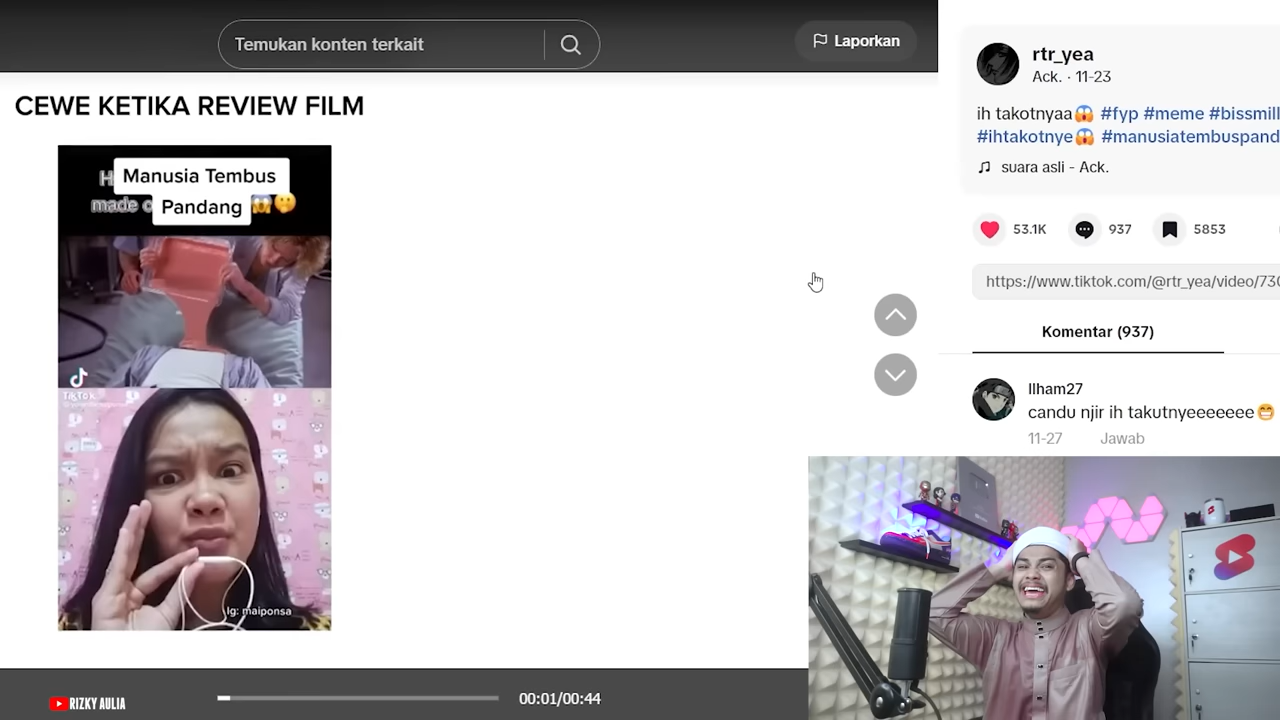 Temukan konten terkait
Laporkan
CEWE KETIKA REVIEW FILM
Manusia Tembus
made
Pandang
TikTok
Ig: maiponsa
RIZKY AULIA
00:01/00:44
rtr_yea
Ack. · 11-23
ih takotnyaa😱 #fyp #meme #bissmill
#ihtakotnye😱 #manusiatembuspand
suara asli - Ack.
53.1K
937
5853
https://www.tiktok.com/@rtr_yea/video/730
Komentar (937)
Ilham27
candu njir ih takutnyeeeeeee😁
11-27 Jawab